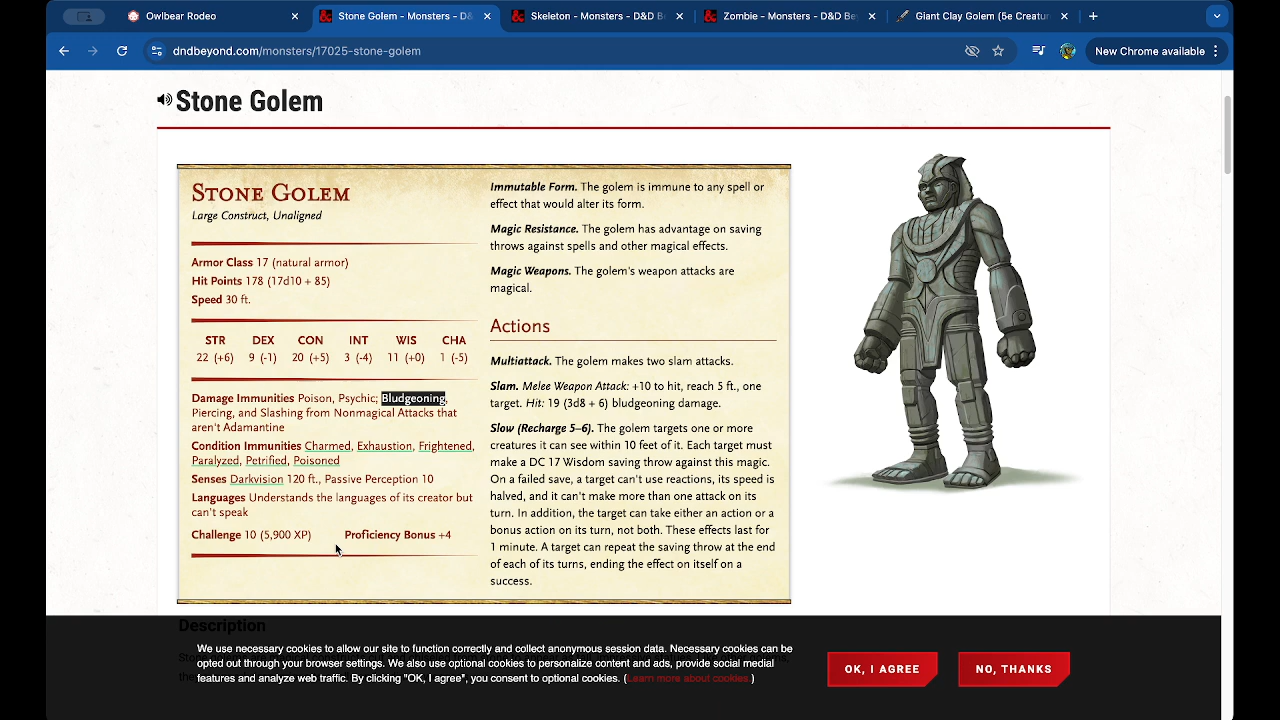 Owlbear Rodeo
Stone Golem - Monsters - D&
Skeleton - Monsters - D&D Be
Zombie - Monsters - D&D Bey
Giant Clay Golem (5e Creatur
dndbeyond.com/monsters/17025-stone-golem
New Chrome available
Stone Golem
STONE GOLEM
Large Construct, Unaligned
Armor Class 17 (natural armor)
Hit Points 178 (17d10 + 85)
Speed 30 ft.
STR DEX CON INT WIS CHA
22 (+6) 9 (-1) 20 (+5) 3 (-4) 11 (+0) 1 (-5)
Damage Immunities Poison, Psychic; Bludgeoning,
Piercing, and Slashing from Nonmagical Attacks that
aren't Adamantine
Condition Immunities Charmed, Exhaustion, Frightened,
Paralyzed, Petrified, Poisoned
Senses Darkvision 120 ft., Passive Perception 10
Languages Understands the languages of its creator but
can't speak
Challenge 10 (5,900 XP) Proficiency Bonus +4
Immutable Form. The golem is immune to any spell or
effect that would alter its form.
Magic Resistance. The golem has advantage on saving
throws against spells and other magical effects.
Magic Weapons. The golem's weapon attacks are
magical.
Actions
Multiattack. The golem makes two slam attacks.
Slam. Melee Weapon Attack: +10 to hit, reach 5 ft., one
target. Hit: 19 (3d8 + 6) bludgeoning damage.
Slow (Recharge 5–6). The golem targets one or more
creatures it can see within 10 feet of it. Each target must
make a DC 17 Wisdom saving throw against this magic.
On a failed save, a target can't use reactions, its speed is
halved, and it can't make more than one attack on its
turn. In addition, the target can take either an action or a
bonus action on its turn, not both. These effects last for
1 minute. A target can repeat the saving throw at the end
of each of its turns, ending the effect on itself on a
success.
Description
We use necessary cookies to allow our site to function correctly and collect anonymous session data. Necessary cookies can be
opted out through your browser settings. We also use optional cookies to personalize content and ads, provide social medial
features and analyze web traffic. By clicking "OK, I agree", you consent to optional cookies. (Learn more about cookies.)
OK, I AGREE
NO, THANKS